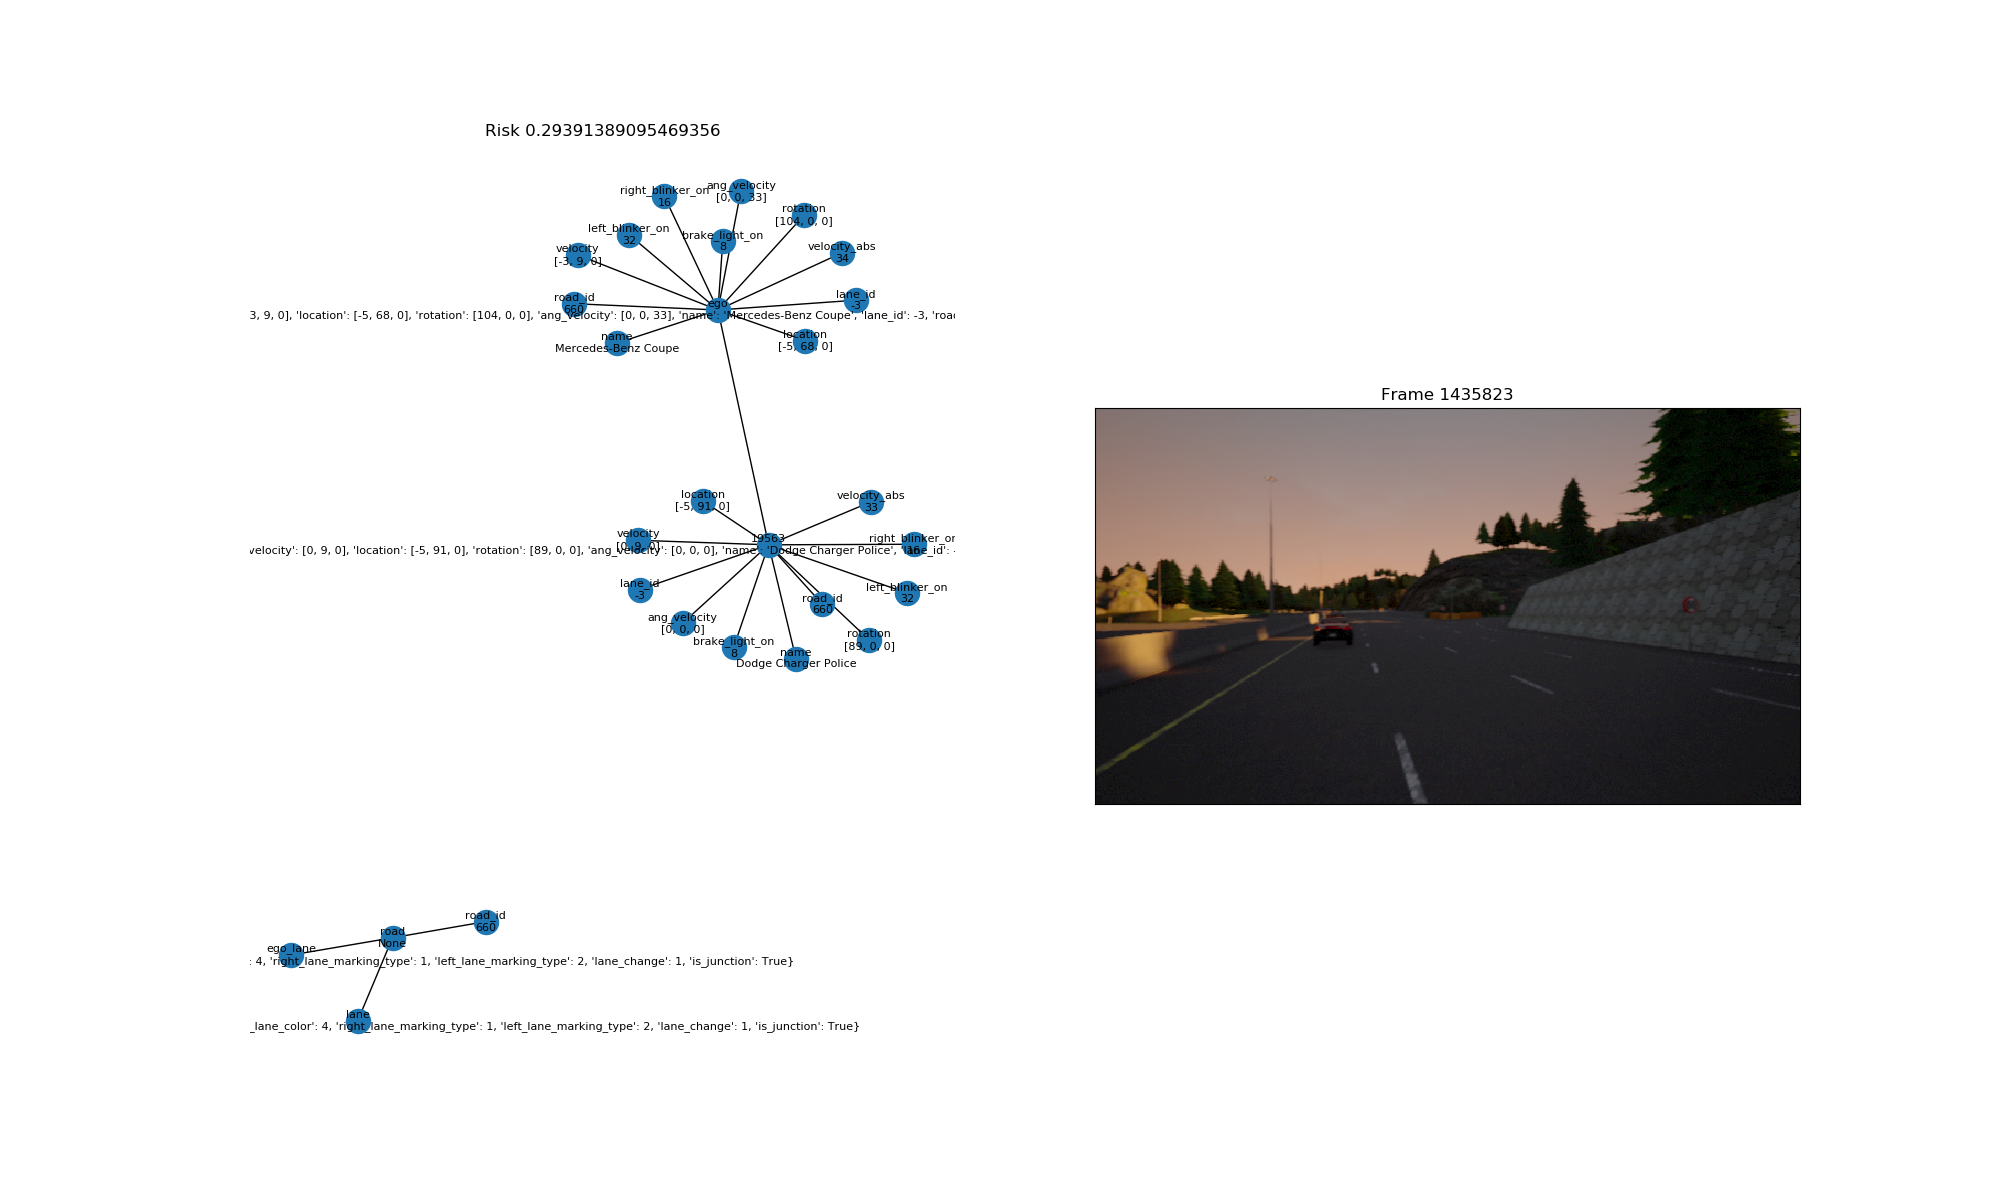 Risk 0.29391389095469356
right_blinker_on
16
ang_velocity
[0, 0, 33]
rotation
[104, 0, 0]
left_blinker_on
32
brake_light_on
8
velocity
[-3, 9, 0]
velocity_abs
34
road_id
660
ego
lane_id
-3
3, 9, 0], 'location': [-5, 68, 0], 'rotation': [104, 0, 0], 'ang_velocity': [0, 0, 33], 'name': 'Mercedes-Benz Coupe', 'lane_id': -3, 'road
name
Mercedes-Benz Coupe
location
[-5, 68, 0]
Frame 1435823
location
[-5, 91, 0]
velocity_abs
33
velocity
[0, 9, 0]
19563
right_blinker_on
16
velocity': [0, 9, 0], 'location': [-5, 91, 0], 'rotation': [89, 0, 0], 'ang_velocity': [0, 0, 0], 'name': 'Dodge Charger Police', 'lane_id': -
lane_id
-3
left_blinker_on
32
road_id
660
ang_velocity
[0, 0, 0]
rotation
[89, 0, 0]
brake_light_on
8
name
Dodge Charger Police
road_id
660
road
None
ego_lane
: 4, 'right_lane_marking_type': 1, 'left_lane_marking_type': 2, 'lane_change': 1, 'is_junction': True}
lane
_lane_color': 4, 'right_lane_marking_type': 1, 'left_lane_marking_type': 2, 'lane_change': 1, 'is_junction': True}